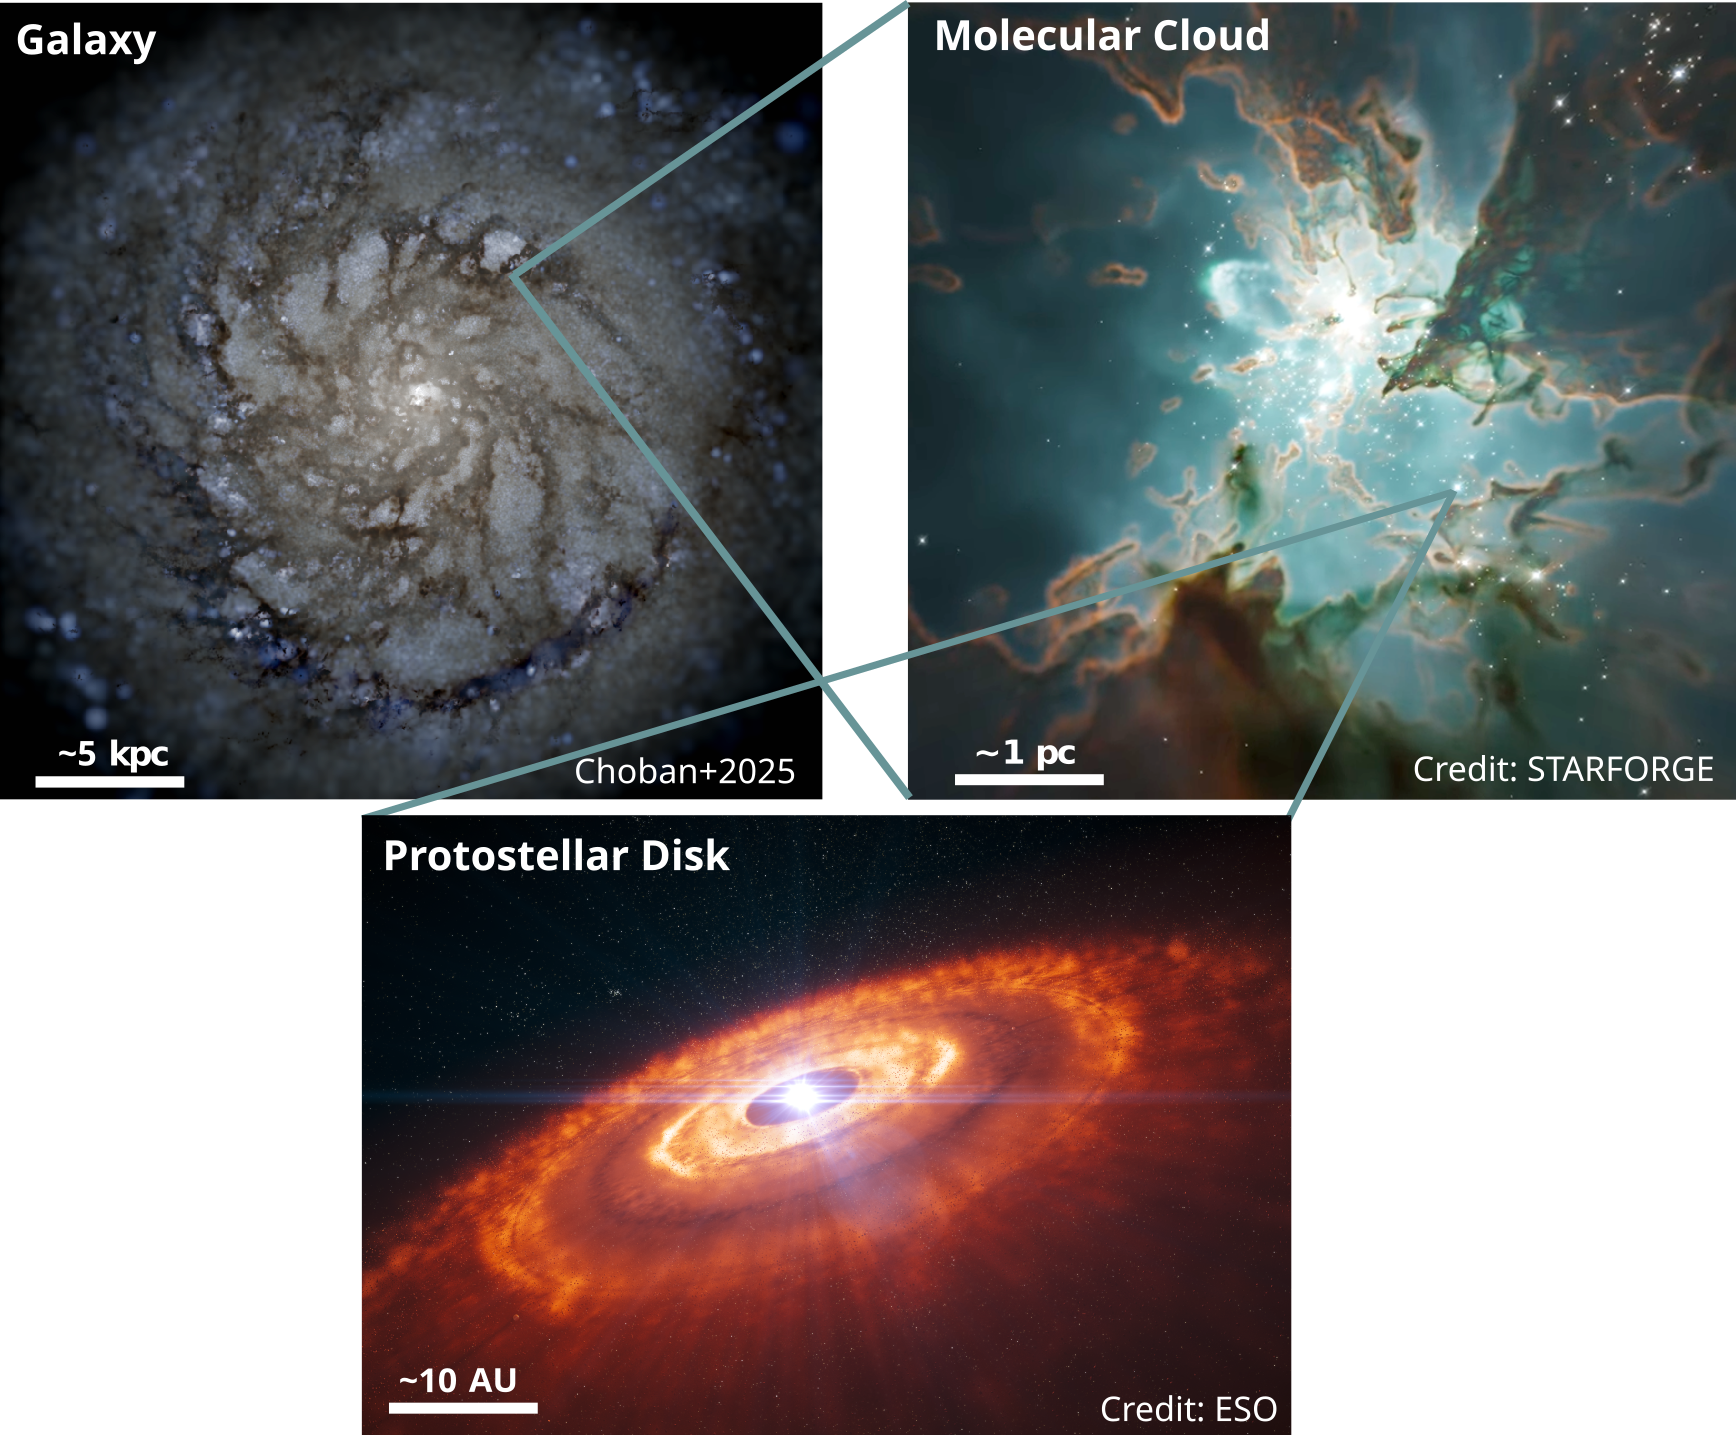 Galaxy
~5 kpc
Choban+2025
Molecular Cloud
~1 pc
Credit: STARFORGE
Protostellar Disk
~10 AU
Credit: ESO